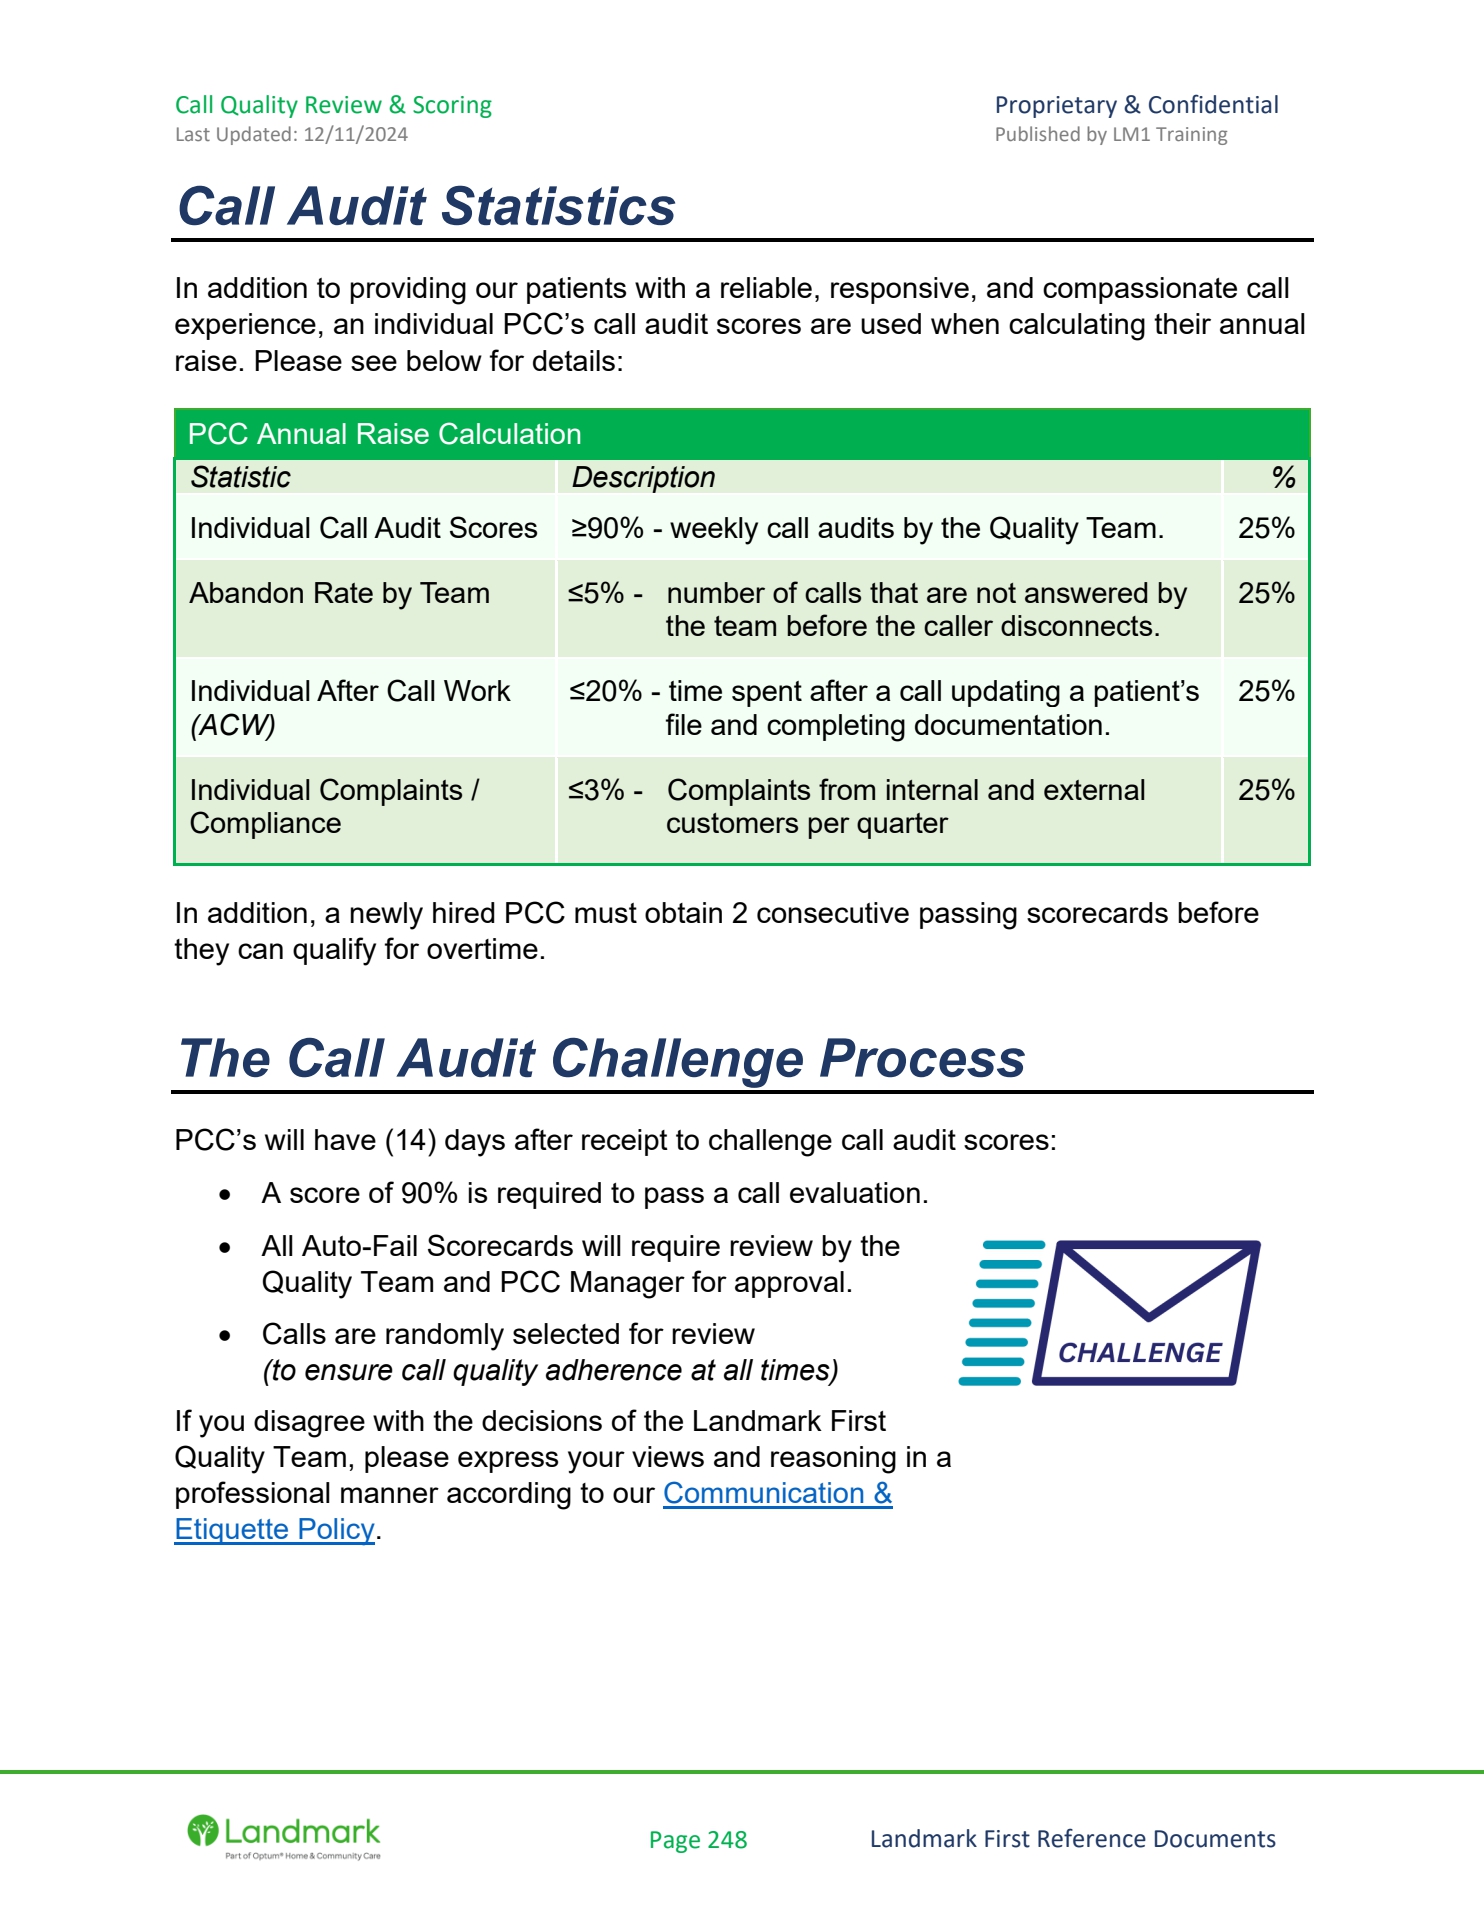 Call Quality Review & Scoring
Proprietary & Confidential
Last Updated: 12/11/2024
Published by LM1 Training
Call Audit Statistics
In addition to providing our patients with a reliable, responsive, and compassionate call
experience, an individual PCC’s call audit scores are used when calculating their annual
raise. Please see below for details:
PCC Annual Raise Calculation
Statistic Description %
Individual Call Audit Scores ≥90% - weekly call audits by the Quality Team. 25%
Abandon Rate by Team ≤5% - number of calls that are not answered by 25%
the team before the caller disconnects.
Individual After Call Work ≤20% - time spent after a call updating a patient’s 25%
(ACW) file and completing documentation.
Individual Complaints / ≤3% - Complaints from internal and external 25%
Compliance customers per quarter
In addition, a newly hired PCC must obtain 2 consecutive passing scorecards before
they can qualify for overtime.
The Call Audit Challenge Process
PCC’s will have (14) days after receipt to challenge call audit scores:
• A score of 90% is required to pass a call evaluation.
• All Auto-Fail Scorecards will require review by the
Quality Team and PCC Manager for approval.
• Calls are randomly selected for review
(to ensure call quality adherence at all times)
CHALLENGE
If you disagree with the decisions of the Landmark First
Quality Team, please express your views and reasoning in a
professional manner according to our Communication &
Etiquette Policy.
Landmark
Part of Optum® Home & Community Care
Page 248
Landmark First Reference Documents